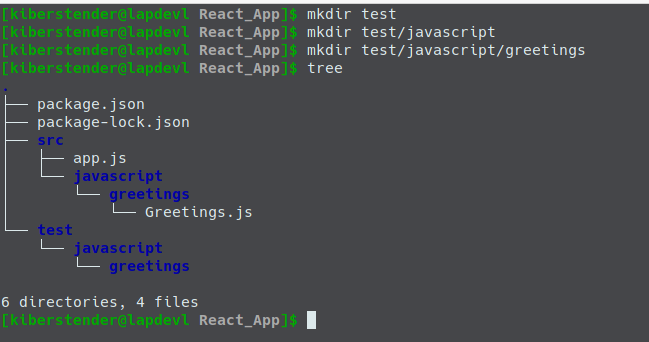 [kiberstender@lapdevl React_App]$ mkdir test
[kiberstender@lapdevl React_App]$ mkdir test/javascript
[kiberstender@lapdevl React_App]$ mkdir test/javascript/greetings
[kiberstender@lapdevl React_App]$ tree
.
├── package.json
├── package-lock.json
├── src
│   ├── app.js
│   └── javascript
│       └── greetings
│           └── Greetings.js
└── test
    └── javascript
        └── greetings

6 directories, 4 files
[kiberstender@lapdevl React_App]$